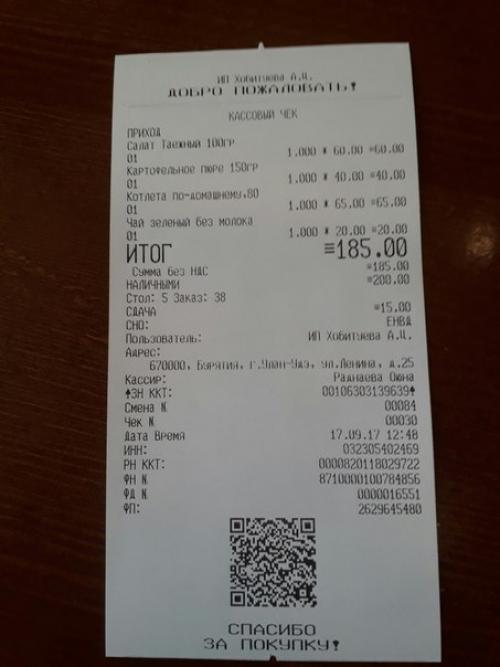 ИП Хобитуева А.Ц.
ДОБРО ПОЖАЛОВАТЬ!
КАССОВЫЙ ЧЕК
ПРИХОД
Салат Таежный 100гр
01 1.000 * 60.00 =60.00
Картофельное пюре 150гр
01 1.000 * 40.00 =40.00
Котлета по-домашнему,80
01 1.000 * 65.00 =65.00
Чай зеленый без молока
01 1.000 * 20.00 =20.00
ИТОГ =185.00
Сумма без НДС =185.00
НАЛИЧНЫМИ =200.00
Стол: 5 Заказ: 38
СДАЧА =15.00
СНО: ЕНВД
Пользователь: ИП Хобитуева А.Ц.
Адрес:
670000, Бурятия, г.Улан-Удэ, ул.Ленина, д.25
Кассир: Раднаева Оюна
ЗН ККТ: 00106303139639
Смена N 00084
Чек N 00030
Дата Время 17.09.17 12:48
ИНН: 032305402469
РН ККТ: 0000820118029722
ФН N 8710000100784856
ФД N 0000016551
ФП: 2629645480
СПАСИБО
ЗА ПОКУПКУ!